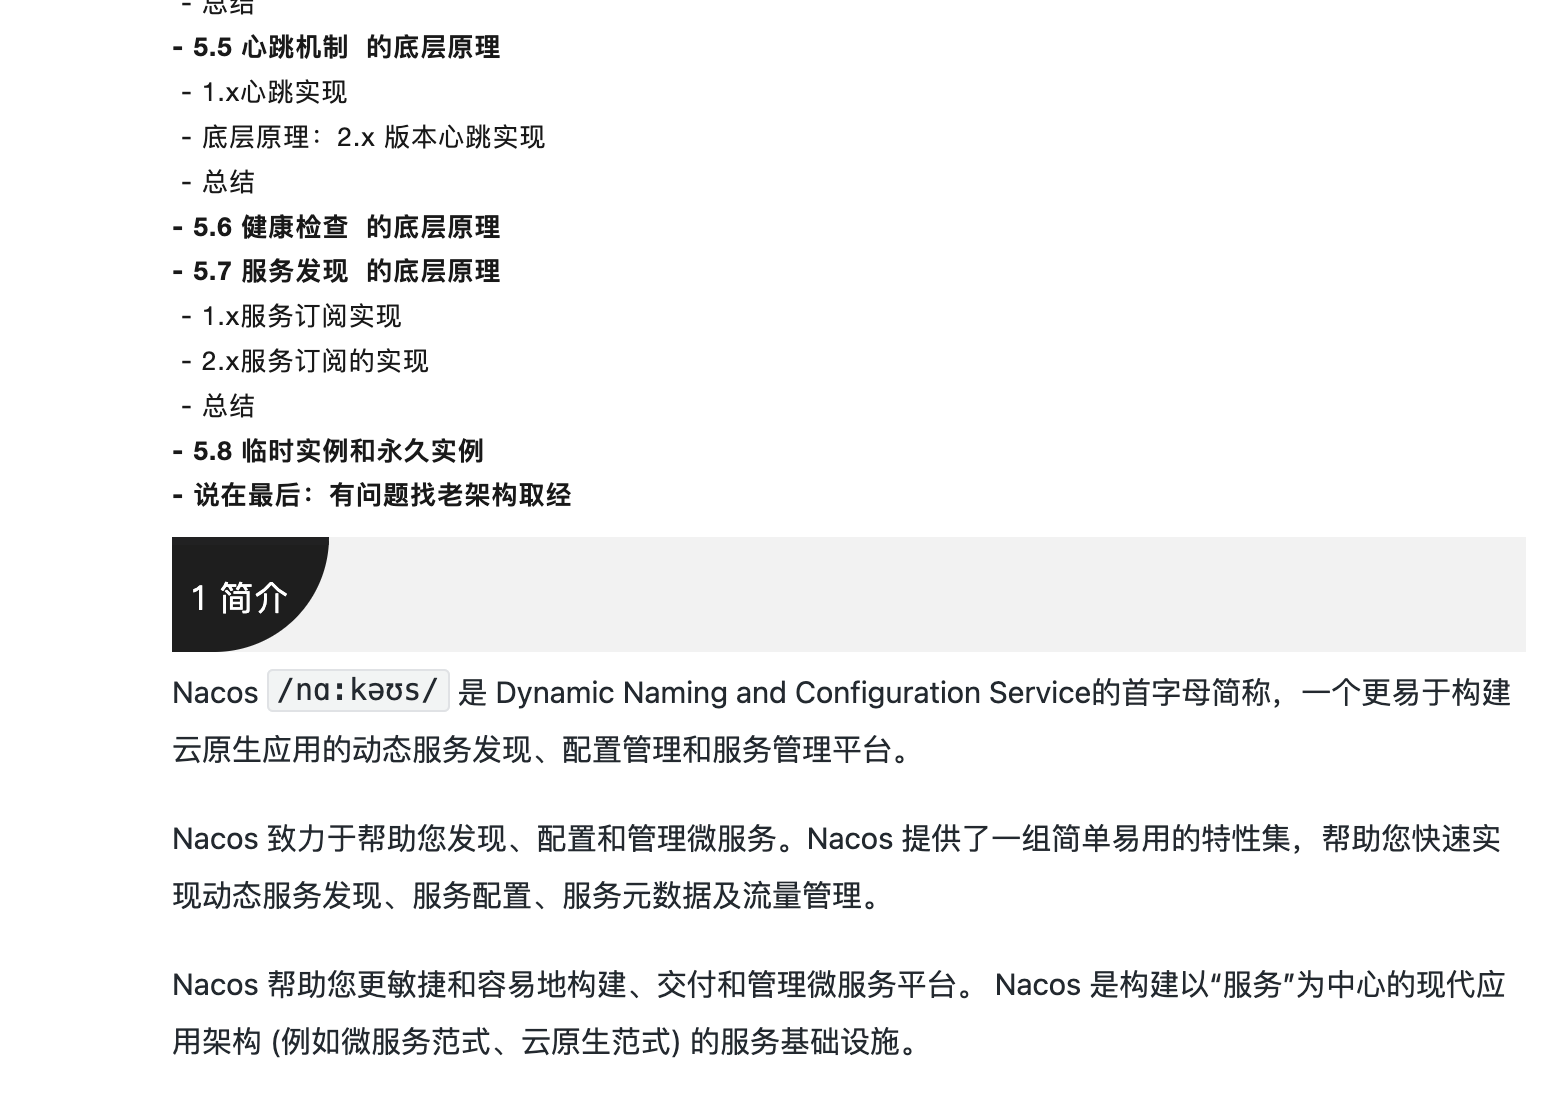 - 总结
- 5.5 心跳机制 的底层原理
- 1.x心跳实现
- 底层原理：2.x 版本心跳实现
- 总结
- 5.6 健康检查 的底层原理
- 5.7 服务发现 的底层原理
- 1.x服务订阅实现
- 2.x服务订阅的实现
- 总结
- 5.8 临时实例和永久实例
- 说在最后：有问题找老架构取经
1 简介
Nacos /nɑ:kəʊs/ 是 Dynamic Naming and Configuration Service的首字母简称，一个更易于构建
云原生应用的动态服务发现、配置管理和服务管理平台。
Nacos 致力于帮助您发现、配置和管理微服务。Nacos 提供了一组简单易用的特性集，帮助您快速实
现动态服务发现、服务配置、服务元数据及流量管理。
Nacos 帮助您更敏捷和容易地构建、交付和管理微服务平台。 Nacos 是构建以“服务”为中心的现代应
用架构 (例如微服务范式、云原生范式) 的服务基础设施。